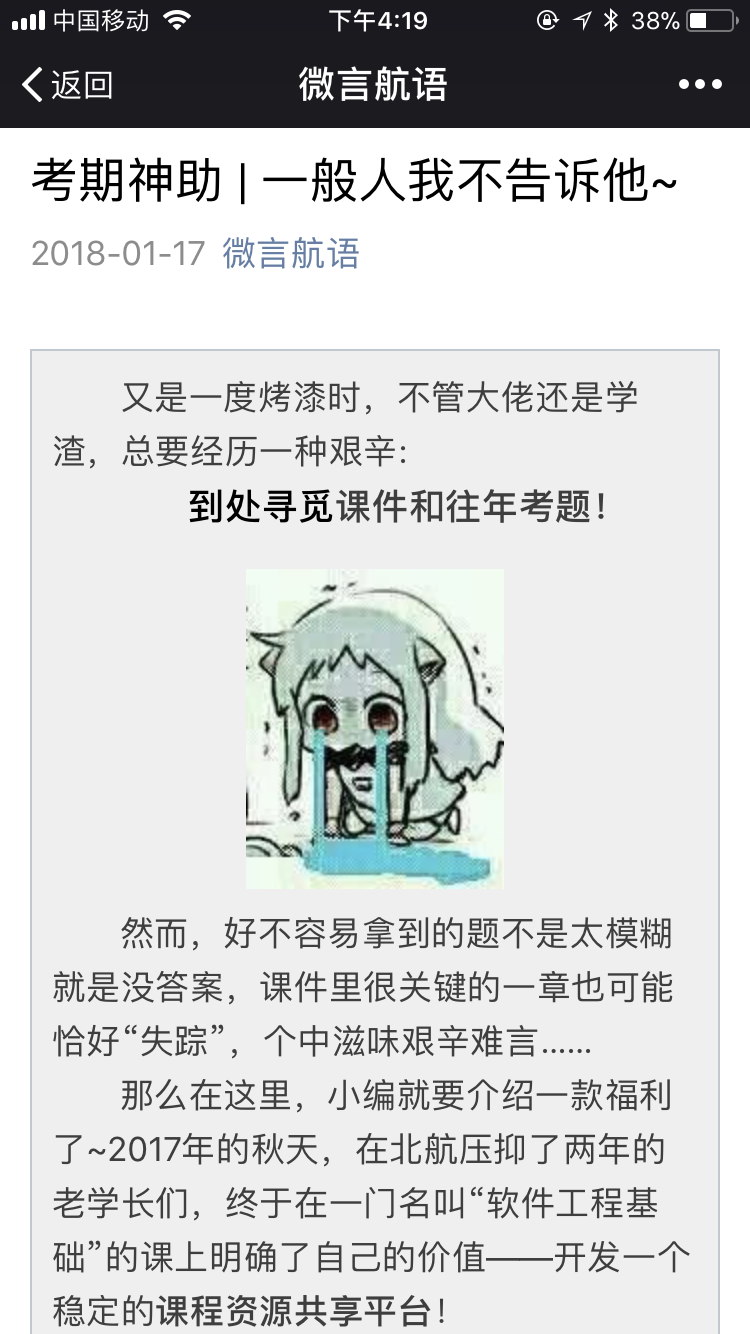 中国移动 下午4:19 38%
返回 微言航语
考期神助 | 一般人我不告诉他~
2018-01-17 微言航语
又是一度烤漆时，不管大佬还是学
渣，总要经历一种艰辛:
到处寻觅课件和往年考题！
然而，好不容易拿到的题不是太模糊
就是没答案，课件里很关键的一章也可能
恰好“失踪”，个中滋味艰辛难言......
那么在这里，小编就要介绍一款福利
了~2017年的秋天，在北航压抑了两年的
老学长们，终于在一门名叫“软件工程基
础”的课上明确了自己的价值——开发一个
稳定的课程资源共享平台！